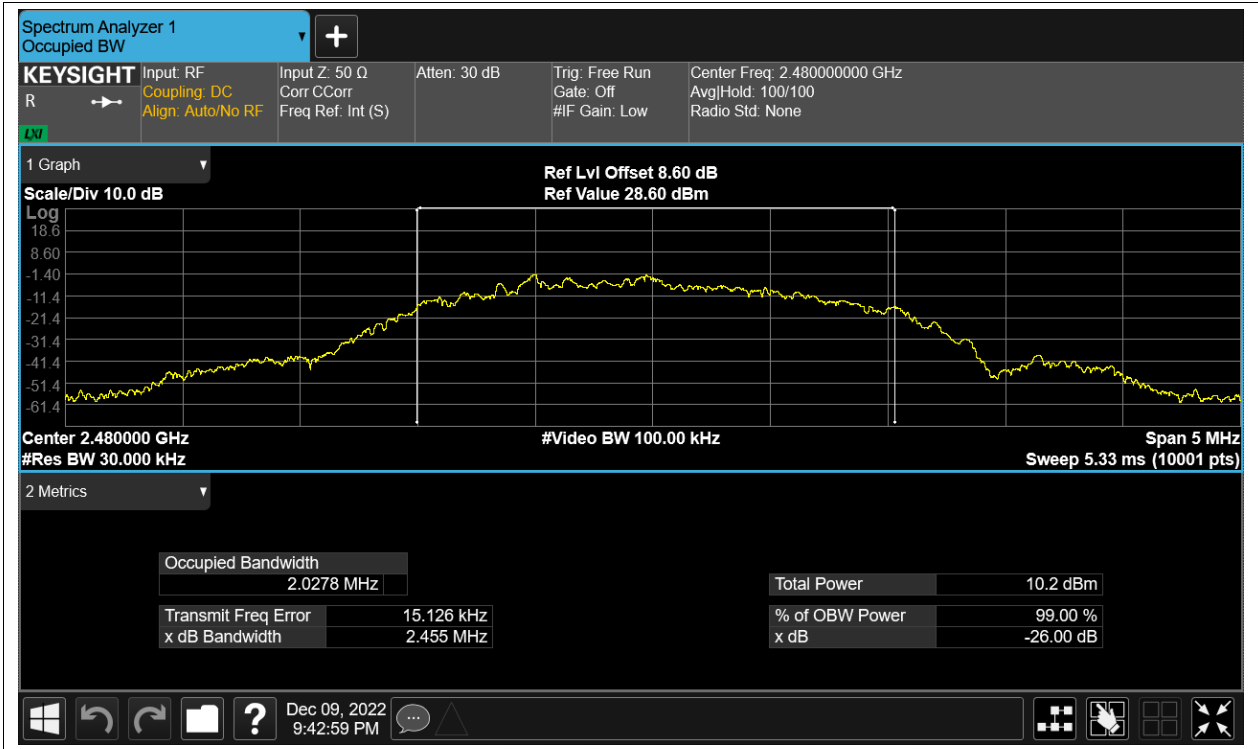 Spectrum Analyzer 1
Occupied BW
KEYSIGHT
R
LXI
Input: RF
Coupling: DC
Align: Auto/No RF
Input Z: 50 Ω
Corr CCorr
Freq Ref: Int (S)
Atten: 30 dB
Trig: Free Run
Gate: Off
#IF Gain: Low
Center Freq: 2.480000000 GHz
Avg|Hold: 100/100
Radio Std: None
1 Graph
Scale/Div 10.0 dB
Ref Lvl Offset 8.60 dB
Ref Value 28.60 dBm
Log
18.6
8.60
-1.40
-11.4
-21.4
-31.4
-41.4
-51.4
-61.4
Center 2.480000 GHz
#Video BW 100.00 kHz
Span 5 MHz
#Res BW 30.000 kHz
Sweep 5.33 ms (10001 pts)
2 Metrics
Occupied Bandwidth
2.0278 MHz
Transmit Freq Error 15.126 kHz
x dB Bandwidth 2.455 MHz
Total Power 10.2 dBm
% of OBW Power 99.00 %
x dB -26.00 dB
?
Dec 09, 2022
9:42:59 PM